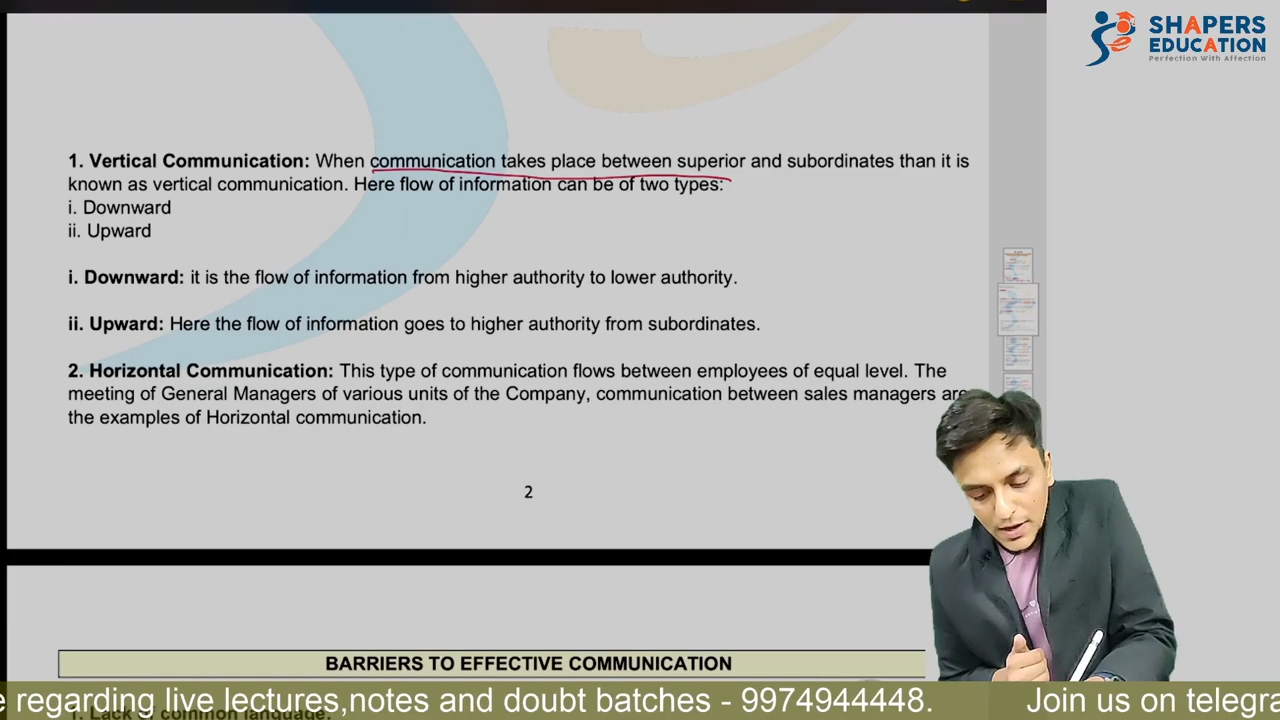 SHAPERS
EDUCATION
Perfection With Affection
1. Vertical Communication: When communication takes place between superior and subordinates than it is
known as vertical communication. Here flow of information can be of two types:
i. Downward
ii. Upward
i. Downward: it is the flow of information from higher authority to lower authority.
ii. Upward: Here the flow of information goes to higher authority from subordinates.
2. Horizontal Communication: This type of communication flows between employees of equal level. The
meeting of General Managers of various units of the Company, communication between sales managers are
the examples of Horizontal communication.
2
BARRIERS TO EFFECTIVE COMMUNICATION
e regarding live lectures,notes and doubt batches - 9974944448. Join us on telegra
1. Lack of common language: